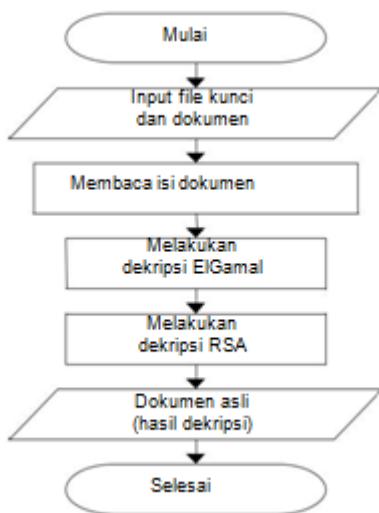 Mulai
Input file kunci
dan dokumen
Membaca isi dokumen
Melakukan
dekripsi ElGamal
Melakukan
dekripsi RSA
Dokumen asli
(hasil dekripsi)
Selesai